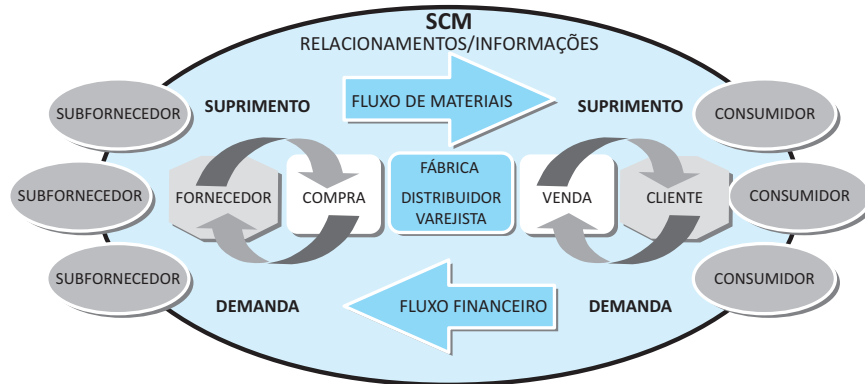 SCM
RELACIONAMENTOS/INFORMAÇÕES
SUBFORNECEDOR
SUPRIMENTO
FLUXO DE MATERIAIS
SUPRIMENTO
CONSUMIDOR
SUBFORNECEDOR
FORNECEDOR
COMPRA
FÁBRICA
DISTRIBUIDOR
VAREJISTA
VENDA
CLIENTE
CONSUMIDOR
SUBFORNECEDOR
DEMANDA
FLUXO FINANCEIRO
DEMANDA
CONSUMIDOR